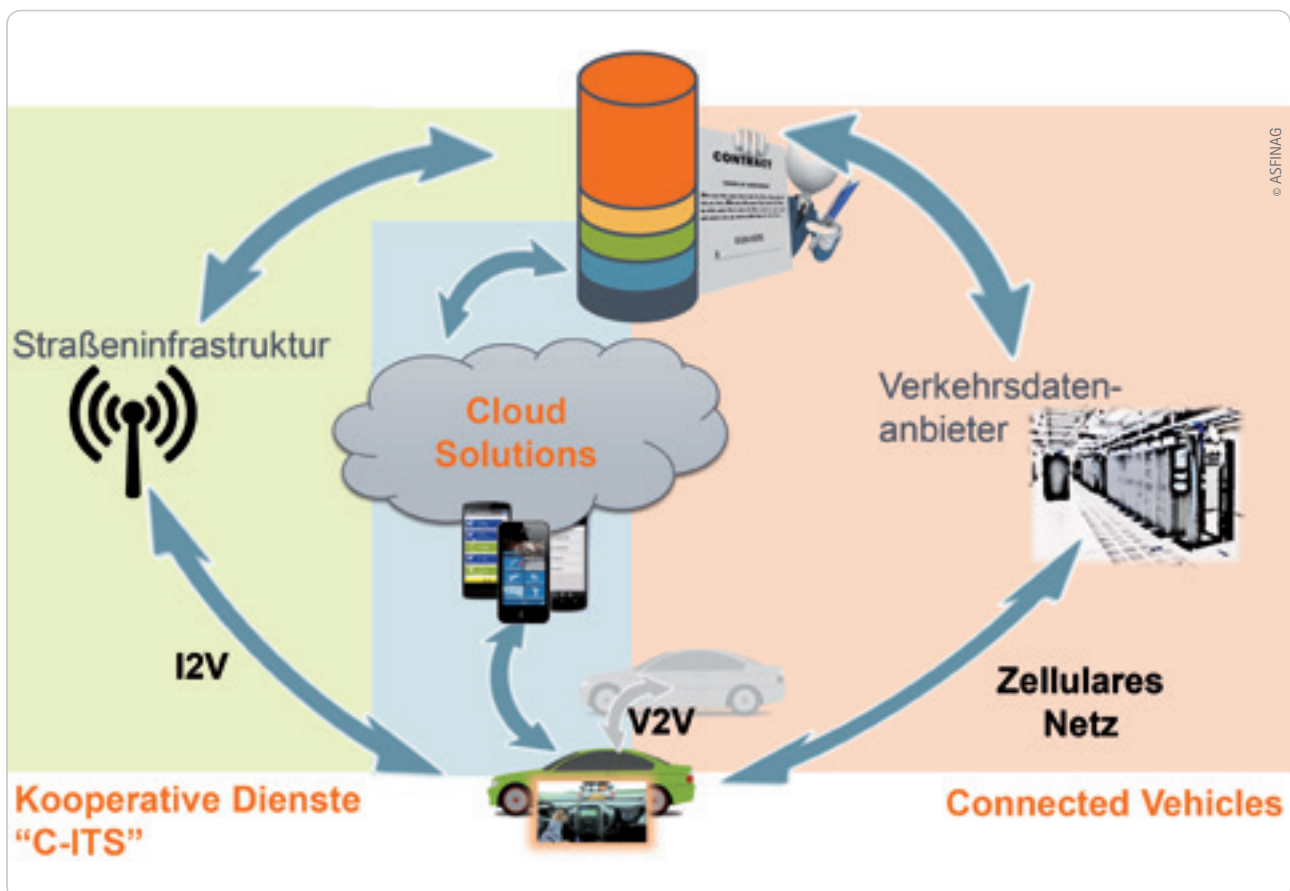 © ASFINAG
CONTRACT
Straßeninfrastruktur
Verkehrsdaten-
anbieter
Cloud
Solutions
I2V
V2V
Zellulares
Netz
Kooperative Dienste
“C-ITS”
Connected Vehicles